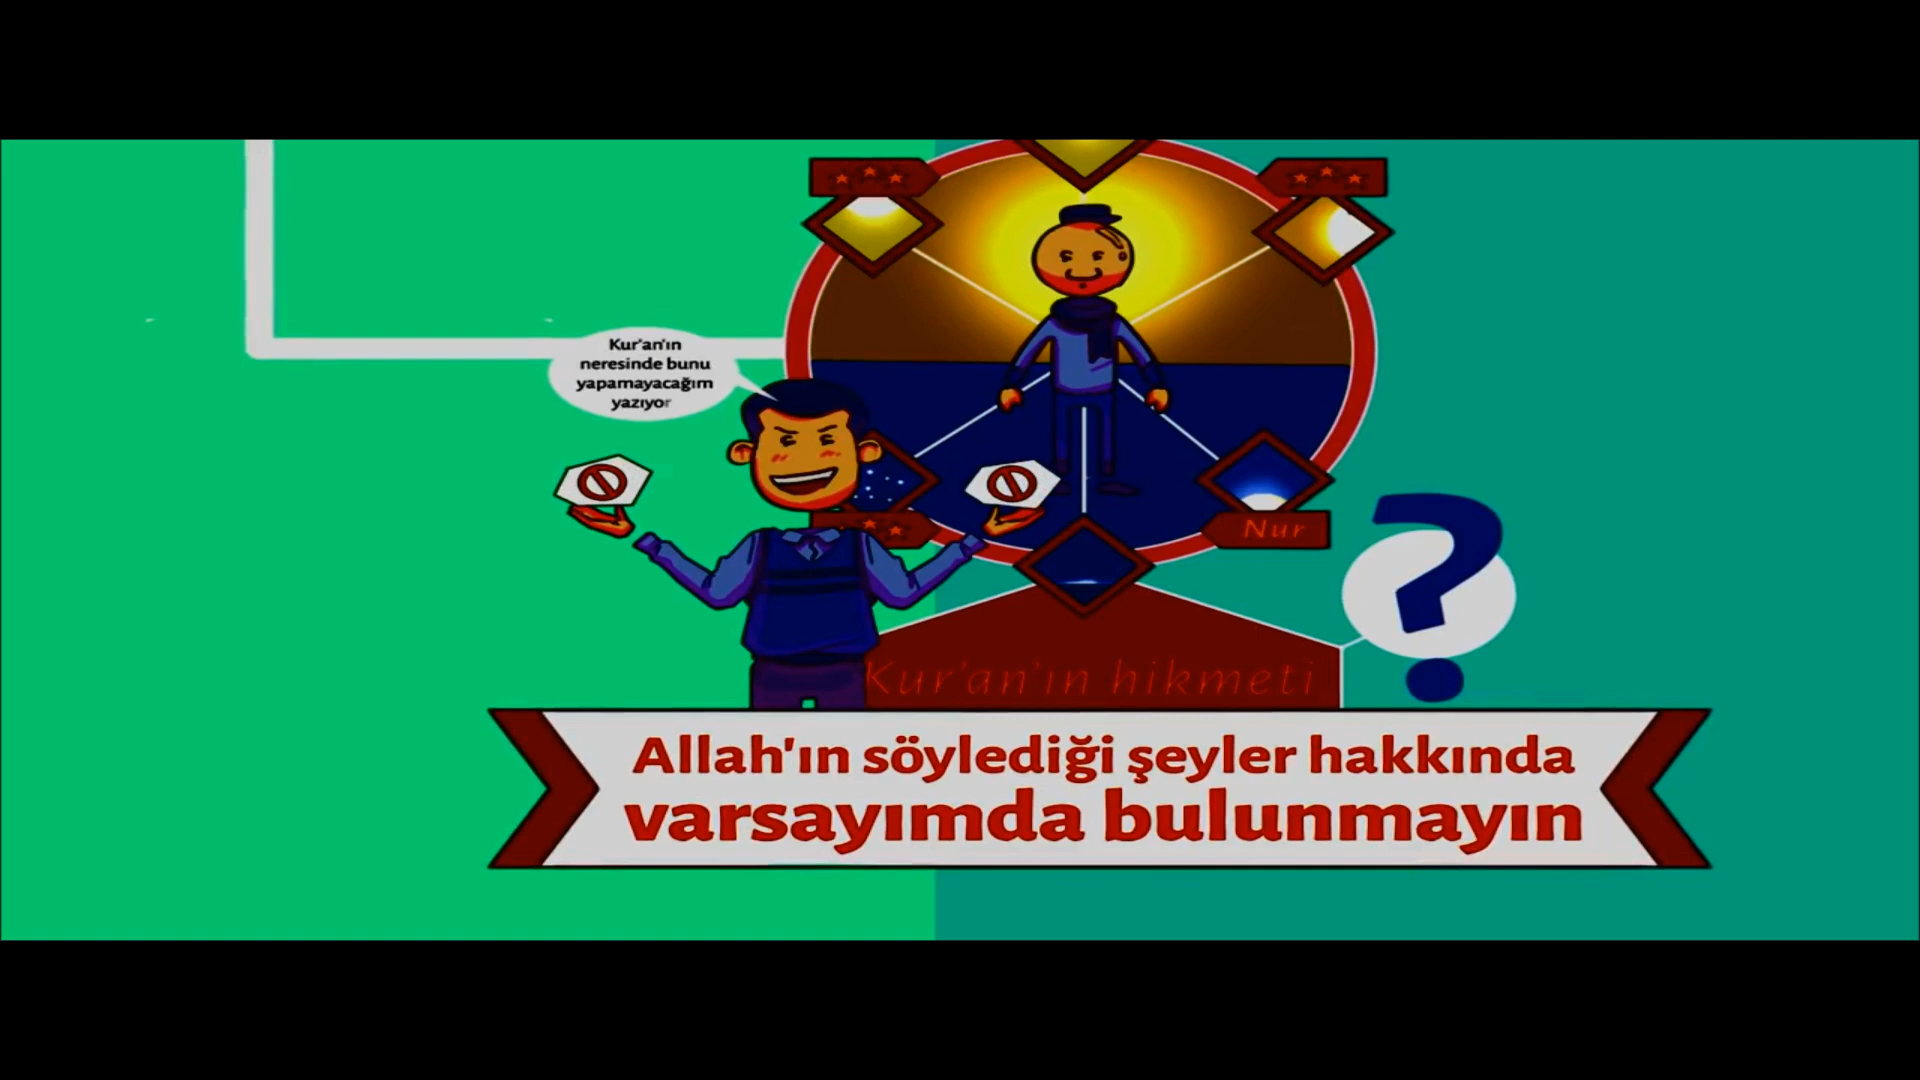 Kur'an'ın
neresinde bunu
yapamayacağım
yazıyor
Nur
Kur'an'ın hikmeti
Allah'ın söylediği şeyler hakkında
varsayımda bulunmayın
?